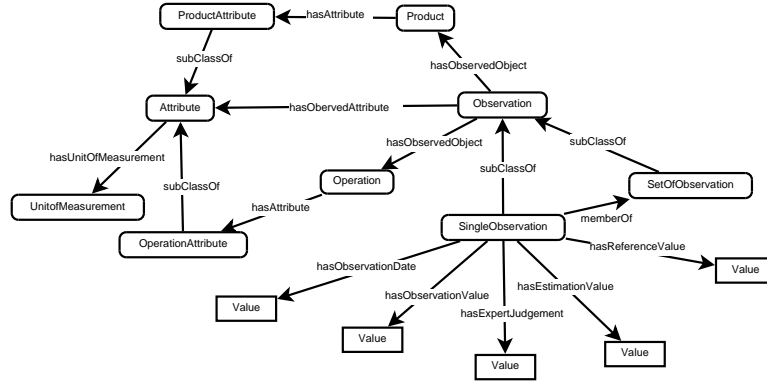 ProductAttribute
hasAttribute
Product
subClassOf
hasObservedObject
Attribute
hasObervedAttribute
Observation
hasUnitOfMeasurement
hasObservedObject
subClassOf
subClassOf
subClassOf
Operation
SetOfObservation
UnitofMeasurement
hasAttribute
memberOf
OperationAttribute
SingleObservation
hasReferenceValue
hasObservationDate
Value
hasObservationValue
hasEstimationValue
Value
hasExpertJudgement
Value
Value
Value